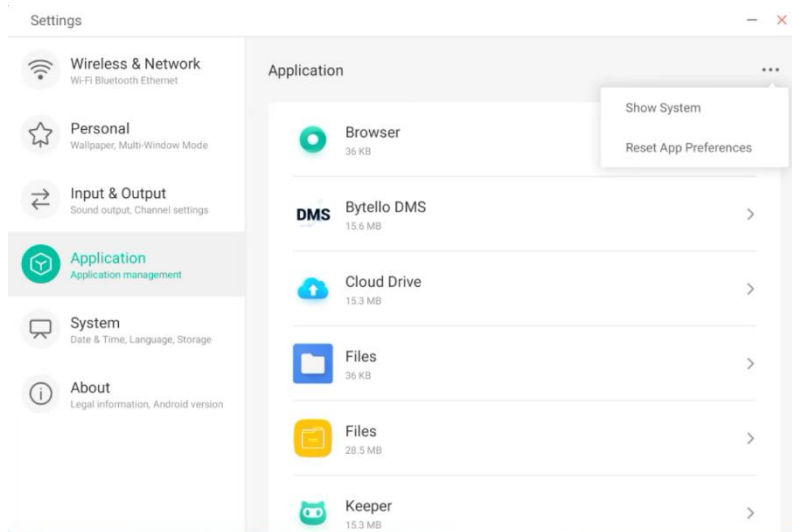 Settings
Wireless & Network
Wi-Fi Bluetooth Ethernet
Personal
Wallpaper, Multi-Window Mode
Input & Output
Sound output, Channel settings
Application
Application management
System
Date & Time, Language, Storage
About
Legal information, Android version
Application
Show System
Reset App Preferences
Browser
36 KB
DMS
Bytello DMS
15.6 MB
Cloud Drive
15.3 MB
Files
36 KB
Files
28.5 MB
Keeper
15.3 MB